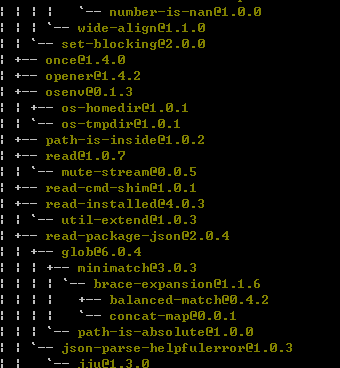 ¦ ¦ ¦ ¦   `-- number-is-nan@1.0.0
¦ ¦ ¦ `-- wide-align@1.1.0
¦ ¦ `-- set-blocking@2.0.0
¦ +-- once@1.4.0
¦ +-- opener@1.4.2
¦ +-- osenv@0.1.3
¦ ¦ +-- os-homedir@1.0.1
¦ ¦ `-- os-tmpdir@1.0.1
¦ +-- path-is-inside@1.0.2
¦ +-- read@1.0.7
¦ ¦ `-- mute-stream@0.0.5
¦ +-- read-cmd-shim@1.0.1
¦ +-- read-installed@4.0.3
¦ ¦ `-- util-extend@1.0.3
¦ +-- read-package-json@2.0.4
¦ ¦ +-- glob@6.0.4
¦ ¦ ¦ +-- minimatch@3.0.3
¦ ¦ ¦ ¦ `-- brace-expansion@1.1.6
¦ ¦ ¦ ¦   +-- balanced-match@0.4.2
¦ ¦ ¦ ¦   `-- concat-map@0.0.1
¦ ¦ ¦ `-- path-is-absolute@1.0.0
¦ ¦ `-- json-parse-helpfulerror@1.0.3
¦ ¦   `-- jju@1.3.0